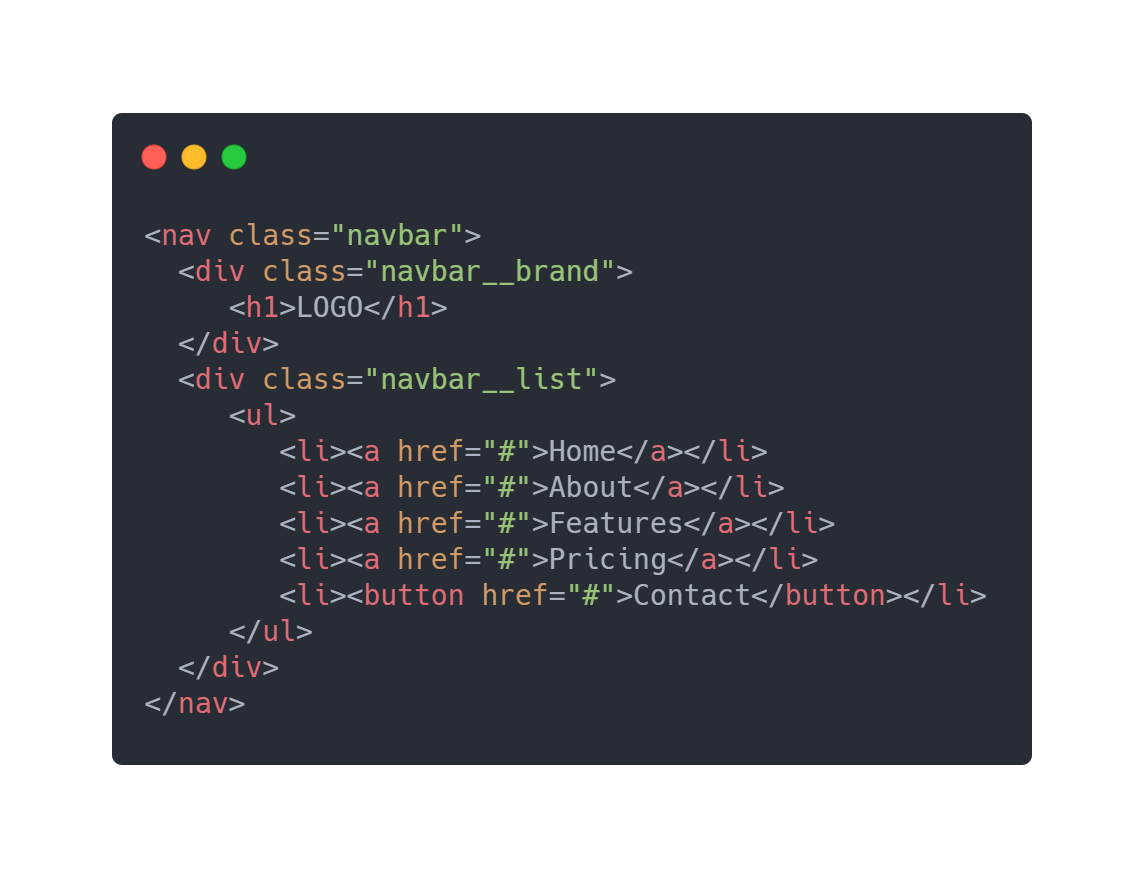 <nav class="navbar">
  <div class="navbar__brand">
     <h1>LOGO</h1>
  </div>
  <div class="navbar__list">
     <ul>
        <li><a href="#">Home</a></li>
        <li><a href="#">About</a></li>
        <li><a href="#">Features</a></li>
        <li><a href="#">Pricing</a></li>
        <li><button href="#">Contact</button></li>
     </ul>
  </div>
</nav>